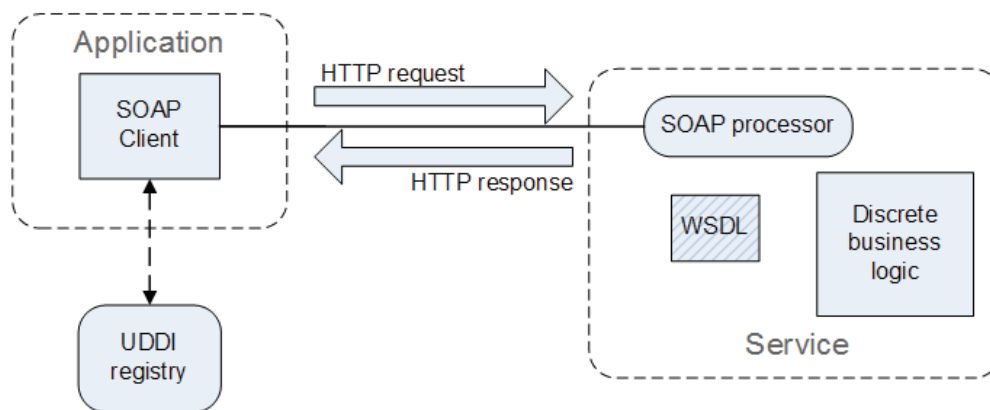 Application
SOAP
Client
HTTP request
HTTP response
SOAP processor
WSDL
Discrete
business
logic
Service
UDDI
registry